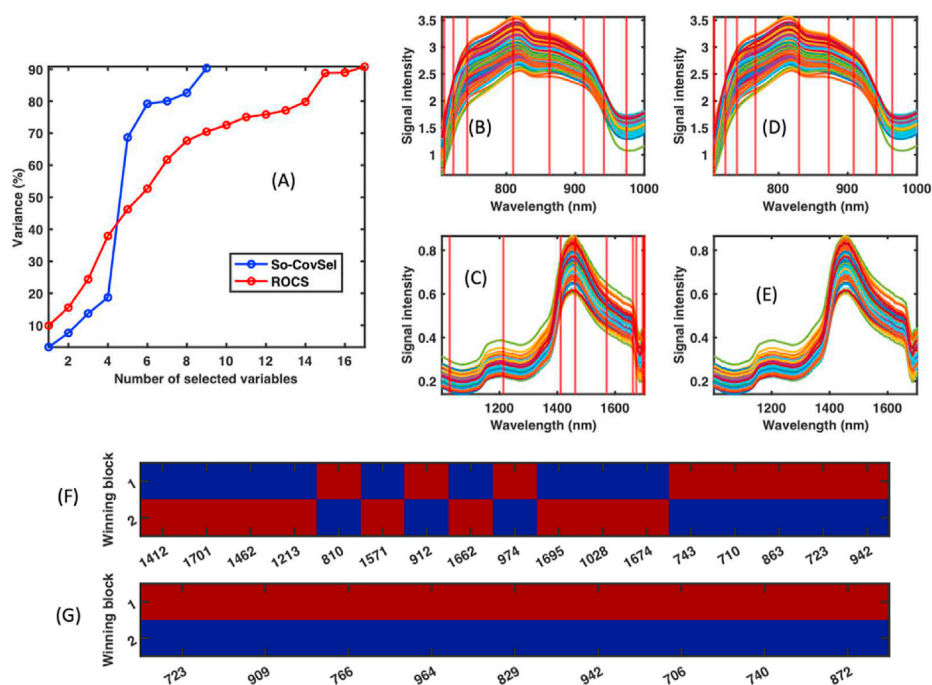 (A)
Variance (%)
90
80
70
60
50
40
30
20
10
So-CovSel
ROCS
2 4 6 8 10 12 14 16
Number of selected variables
(B)
Signal intensity
3.5
3
2.5
2
1.5
1
800 900 1000
Wavelength (nm)
(D)
Signal intensity
3.5
3
2.5
2
1.5
1
800 900 1000
Wavelength (nm)
(C)
Signal intensity
0.8
0.6
0.4
0.2
1200 1400 1600
Wavelength (nm)
(E)
Signal intensity
0.8
0.6
0.4
0.2
1200 1400 1600
Wavelength (nm)
(F)
Winning block
1
2
1412 1701 1462 1213 810 1571 912 1662 974 1695 1028 1674 743 710 863 723 942
(G)
Winning block
1
2
723 909 766 964 829 942 706 740 872